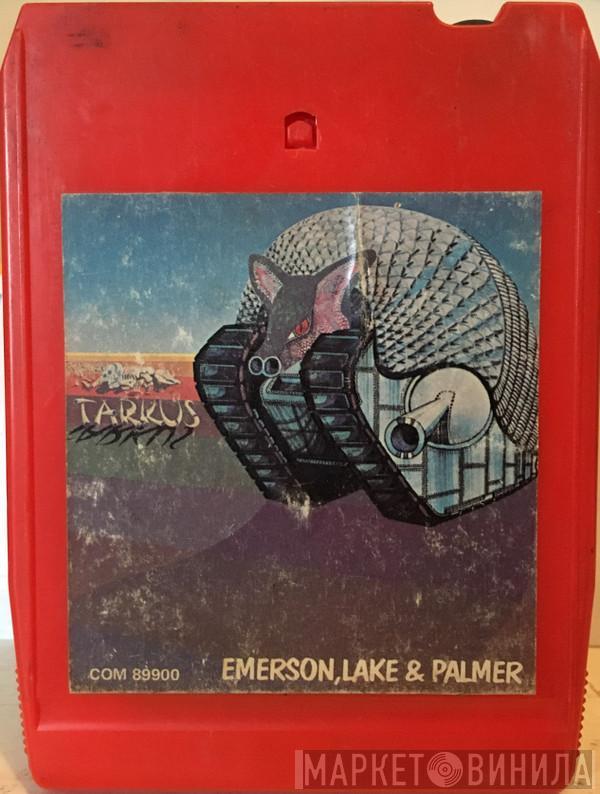 TARKUS
COM 89900
EMERSON, LAKE & PALMER
МАРКЕТ ВИНИЛА